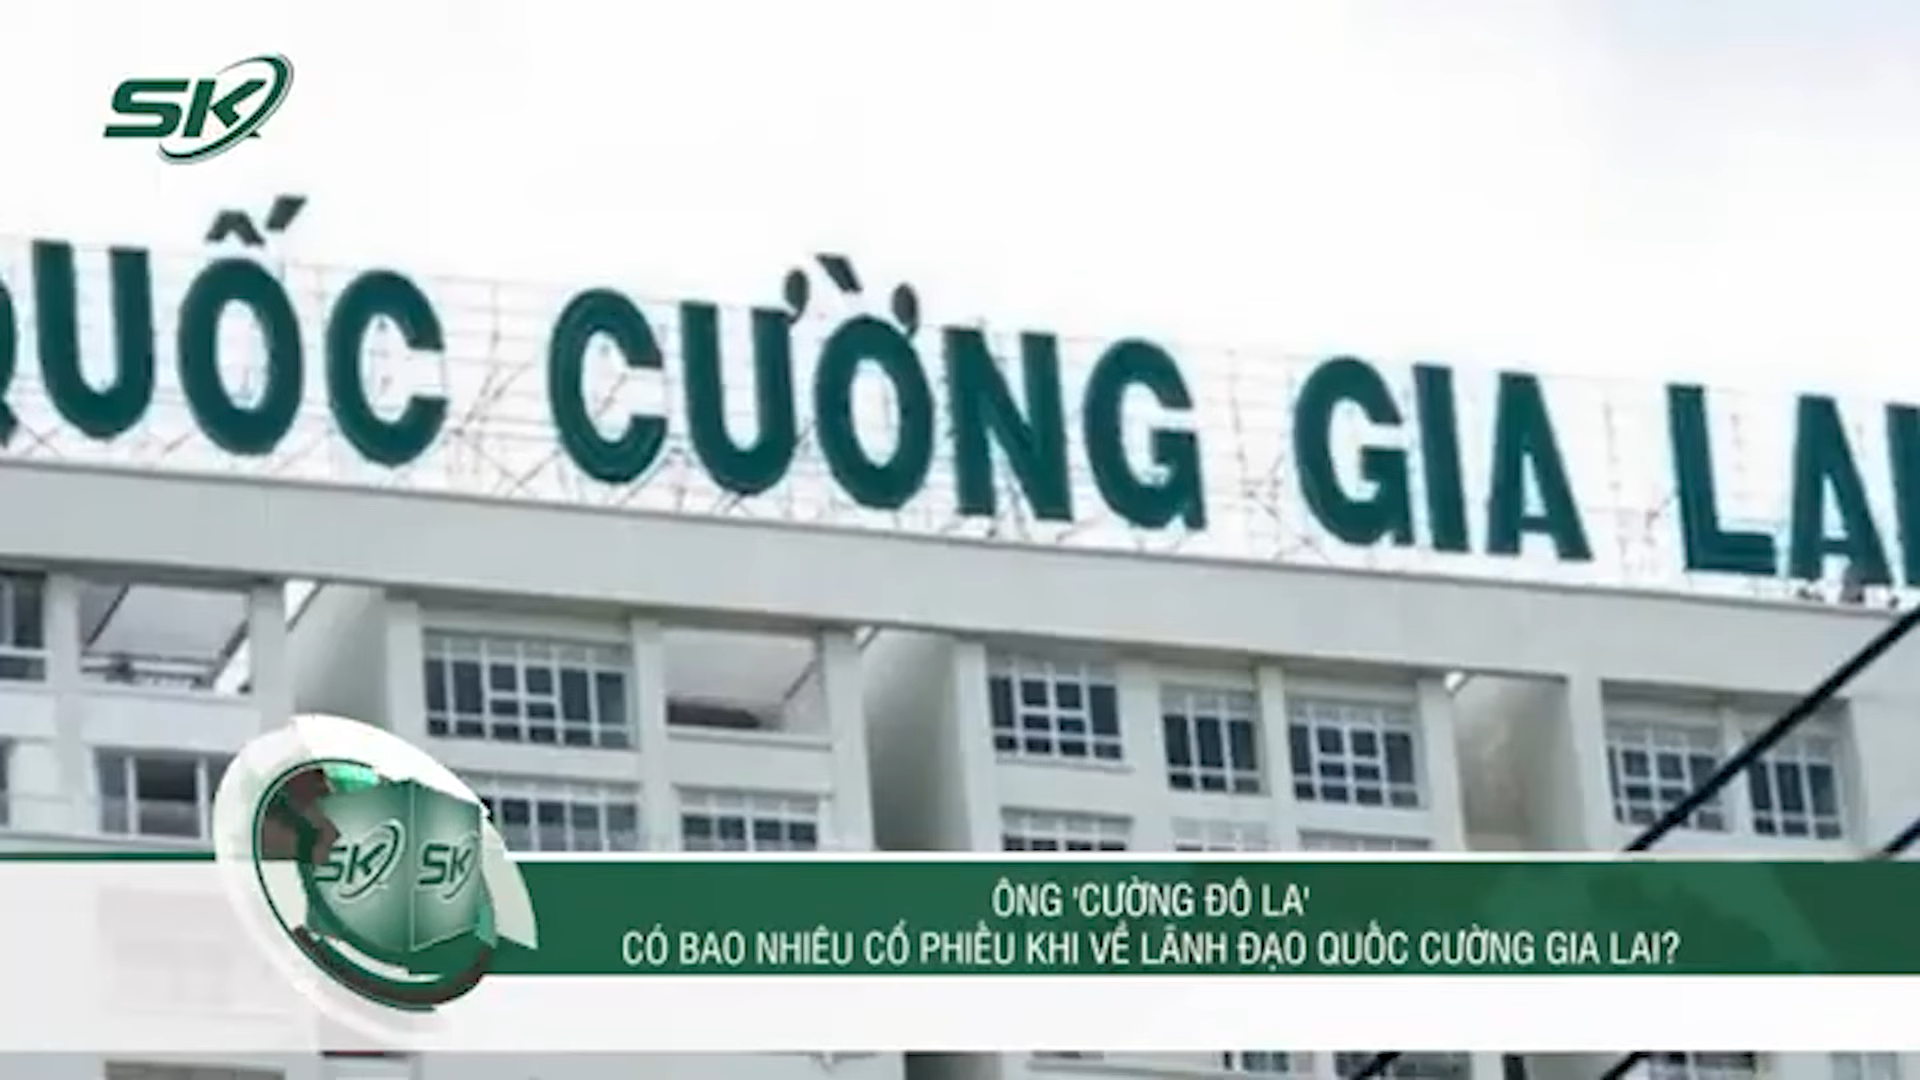 SK
QUỐC CƯỜNG GIA LAI
SK SK
ÔNG 'CƯỜNG ĐÔ LA'
CÓ BAO NHIÊU CỔ PHIẾU KHI VỀ LÃNH ĐẠO QUỐC CƯỜNG GIA LAI?